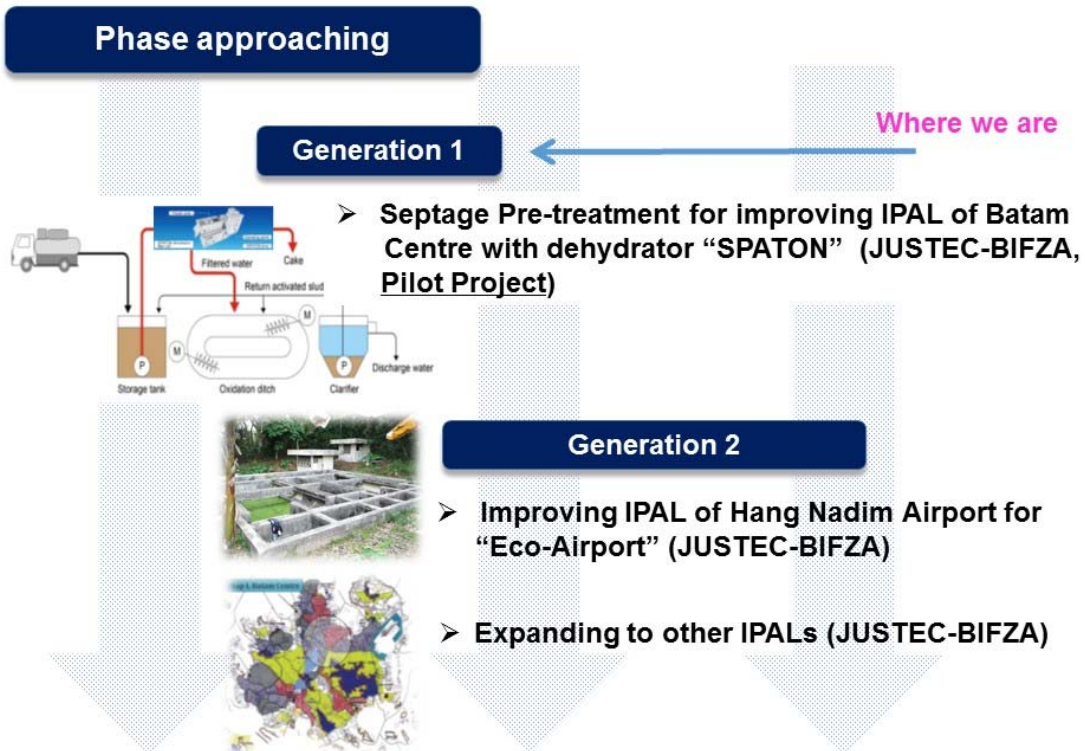 Phase approaching
Where we are
Generation 1
➢ Septage Pre-treatment for improving IPAL of Batam
Centre with dehydrator “SPATON” (JUSTEC-BIFZA,
Pilot Project)
Filtered water
Cake
Return activated slud
M
M
P
P
Discharge water
Storage tank
Oxidation ditch
Clarifier
Generation 2
➢ Improving IPAL of Hang Nadim Airport for
“Eco-Airport” (JUSTEC-BIFZA)
➢ Expanding to other IPALs (JUSTEC-BIFZA)
Batam Centre